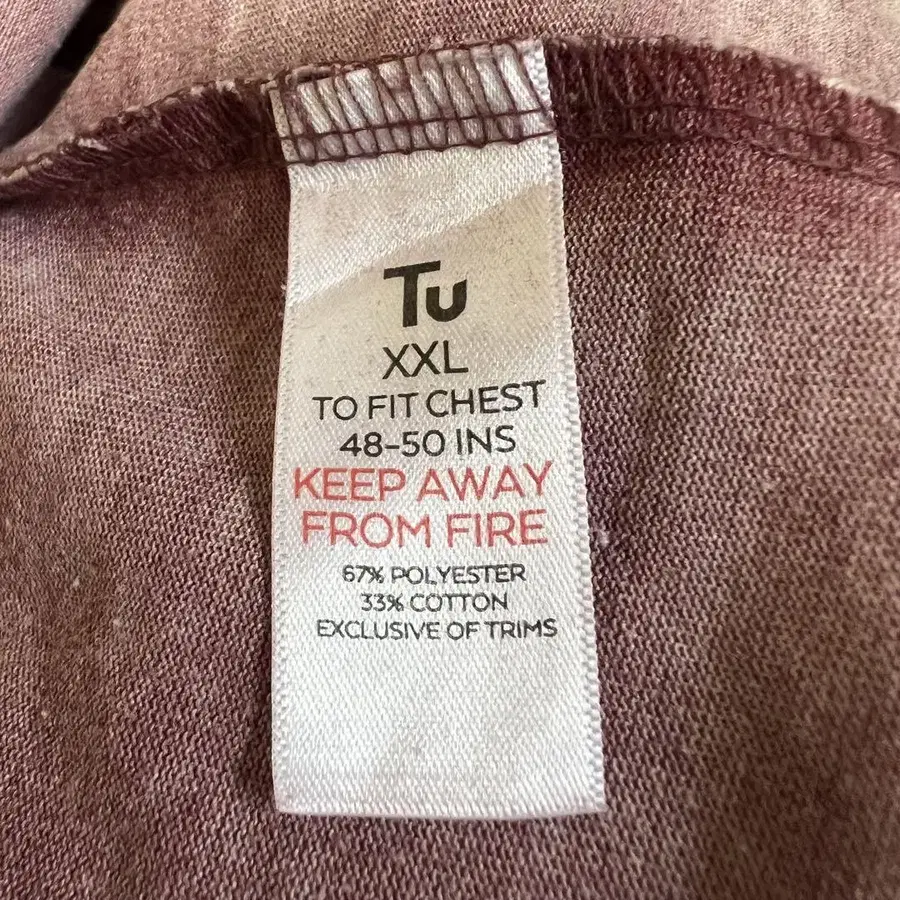 Tu
XXL
TO FIT CHEST
48-50 INS
KEEP AWAY
FROM FIRE
67% POLYESTER
33% COTTON
EXCLUSIVE OF TRIMS